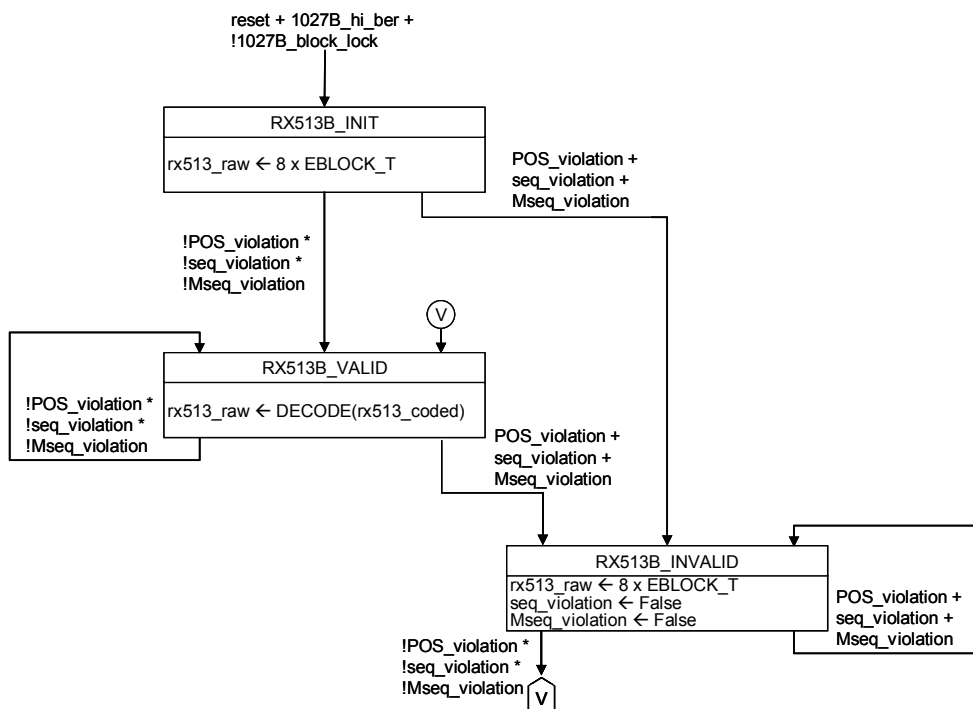 reset + 1027B_hi_ber +
!1027B_block_lock
RX513B_INIT
rx513_raw ← 8 x EBLOCK_T
POS_violation +
seq_violation +
Mseq_violation
!POS_violation *
!seq_violation *
!Mseq_violation
V
RX513B_VALID
rx513_raw ← DECODE(rx513_coded)
!POS_violation *
!seq_violation *
!Mseq_violation
POS_violation +
seq_violation +
Mseq_violation
RX513B_INVALID
rx513_raw ← 8 x EBLOCK_T
seq_violation ← False
Mseq_violation ← False
POS_violation +
seq_violation +
Mseq_violation
!POS_violation *
!seq_violation *
!Mseq_violation
V